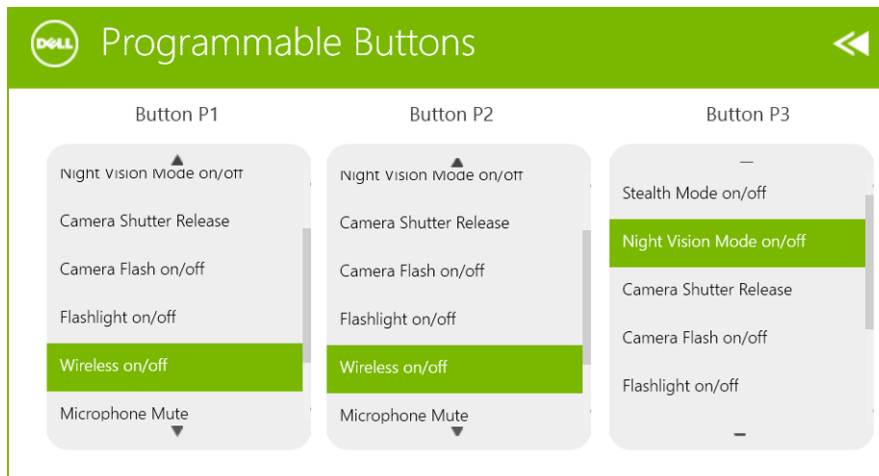 DELL
Programmable Buttons
Button P1
Night Vision Mode on/off
Camera Shutter Release
Camera Flash on/off
Flashlight on/off
Wireless on/off
Microphone Mute
Button P2
Night Vision Mode on/off
Camera Shutter Release
Camera Flash on/off
Flashlight on/off
Wireless on/off
Microphone Mute
Button P3
Stealth Mode on/off
Night Vision Mode on/off
Camera Shutter Release
Camera Flash on/off
Flashlight on/off